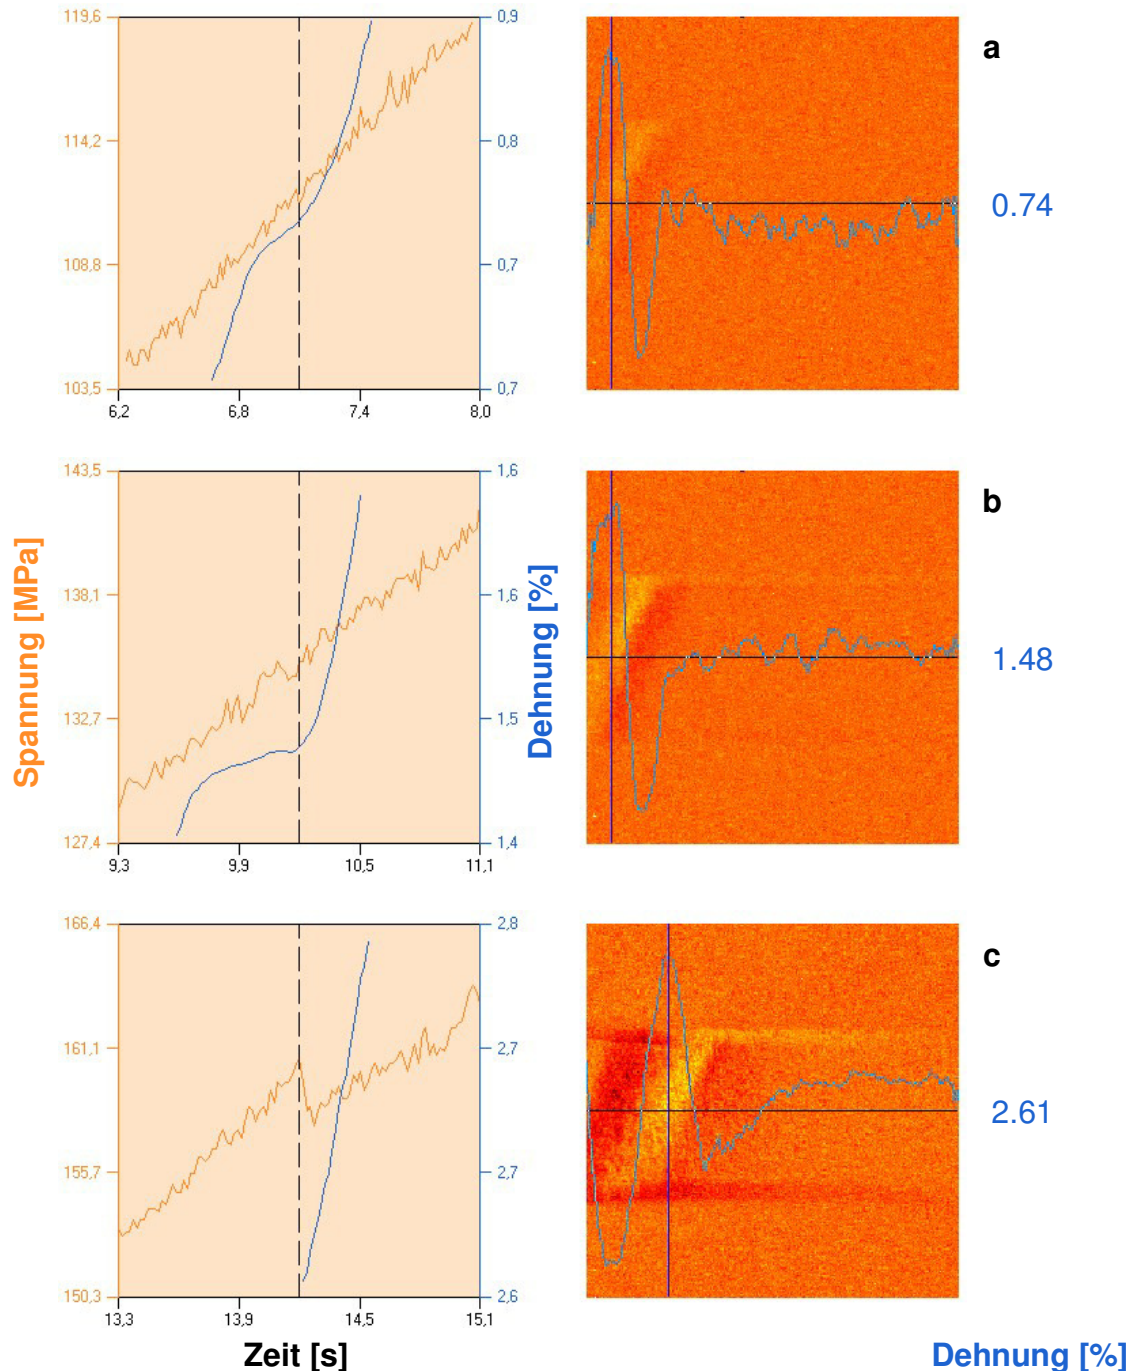 119,6
114,2
108,8
103,5
0,9
0,8
0,7
0,7
6,2 6,8 7,4 8,0
a
0.74
143,5
138,1
132,7
127,4
1,6
1,6
1,5
1,4
9,3 9,9 10,5 11,1
b
1.48
Spannung [MPa]
Dehnung [%]
166,4
161,1
155,7
150,3
2,8
2,7
2,7
2,6
13,3 13,9 14,5 15,1
c
2.61
Zeit [s]
Dehnung [%]